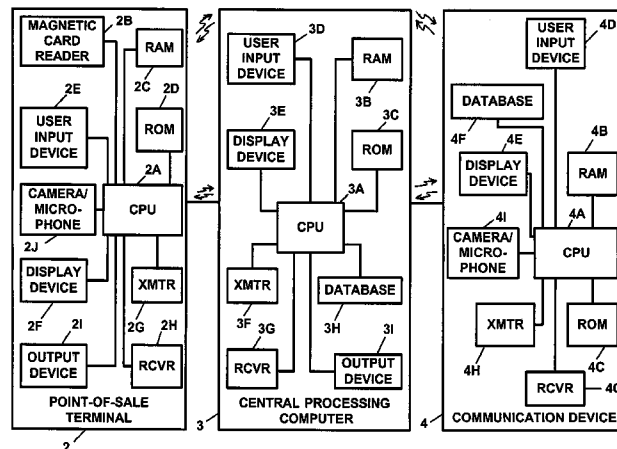 MAGNETIC
CARD
READER
2B
RAM
2C
2E
USER
INPUT
DEVICE
2D
ROM
2A
CPU
CAMERA/
MICRO-
PHONE
2J
DISPLAY
DEVICE
2F
XMTR
2G
2I
OUTPUT
DEVICE
2H
RCVR
POINT-OF-SALE
TERMINAL
2
3D
USER
INPUT
DEVICE
RAM
3B
3E
DISPLAY
DEVICE
3C
ROM
3A
CPU
XMTR
3F
DATABASE
3H
3G
RCVR
3I
OUTPUT
DEVICE
CENTRAL PROCESSING
COMPUTER
3
4D
USER
INPUT
DEVICE
DATABASE
4F
4E
DISPLAY
DEVICE
4B
RAM
4I
CAMERA/
MICRO-
PHONE
4A
CPU
XMTR
4H
ROM
4C
RCVR
4G
COMMUNICATION DEVICE
4